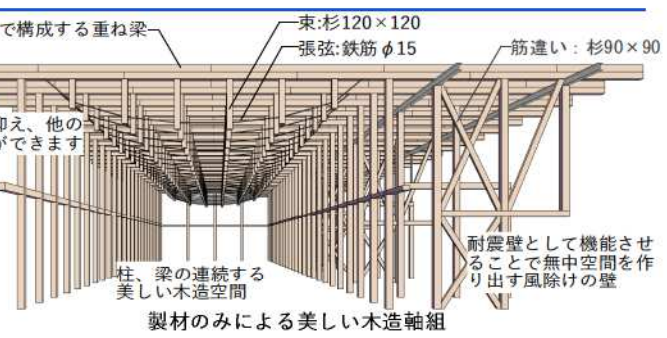 で構成する重ね梁
束:杉120×120
張弦:鉄筋φ15
筋違い：杉90×90
抑え、他の
ができます
柱、梁の連続する
美しい木造空間
耐震壁として機能させ
ることで無中空間を作
り出す風除けの壁
製材のみによる美しい木造軸組